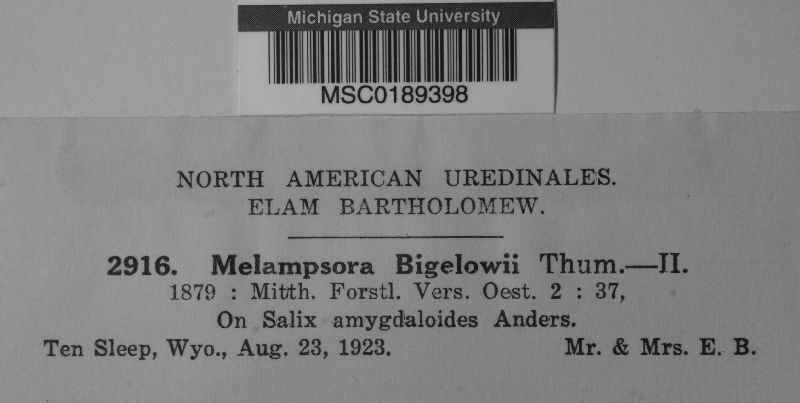 Michigan State University
MSC0189398
NORTH AMERICAN UREDINALES.
ELAM BARTHOLOMEW.
2916. Melampsora Bigelowii Thum.—II.
1879 : Mittth. Forstl. Vers. Oest. 2 : 37,
On Salix amygdaloides Anders.
Ten Sleep, Wyo., Aug. 23, 1923. Mr. & Mrs. E. B.